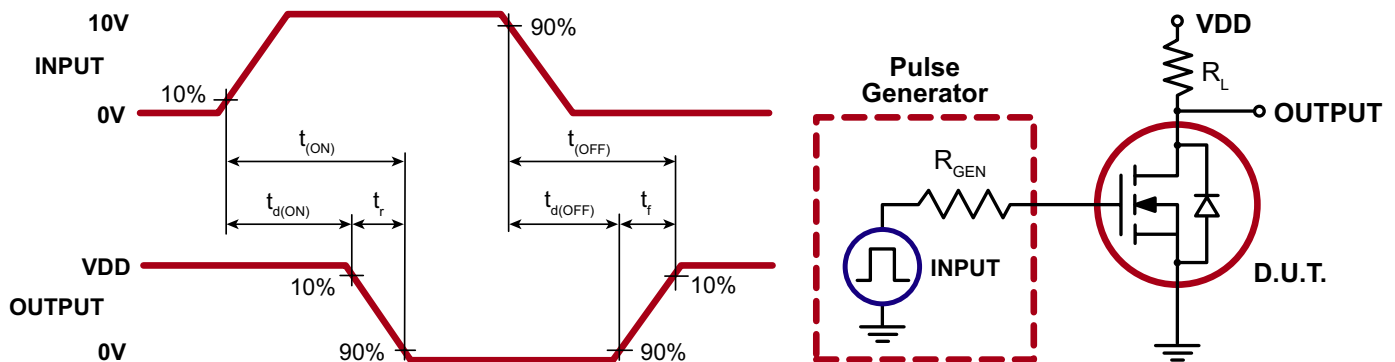 10V
INPUT
0V
10%
90%
t(ON)
t(OFF)
td(ON)
tr
td(OFF)
tf
VDD
OUTPUT
0V
10%
90%
10%
90%
Pulse
Generator
RGEN
INPUT
VDD
RL
OUTPUT
D.U.T.